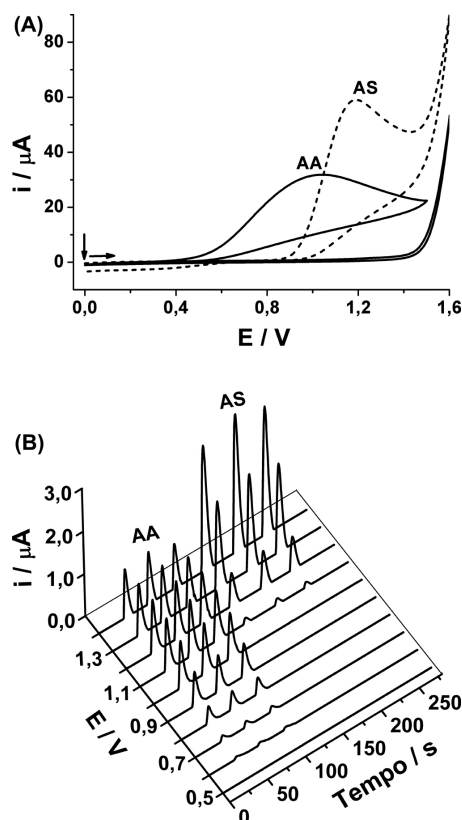 (A)
80
60
40
20
0
i / µA
AS
AA
0,0 0,4 0,8 1,2 1,6
E / V
(B)
3,0
2,0
1,0
0,0
i / µA
AA
AS
1,3
1,1
0,9
0,7
0,5
E / V
0
50
100
150
200
250
Tempo / s